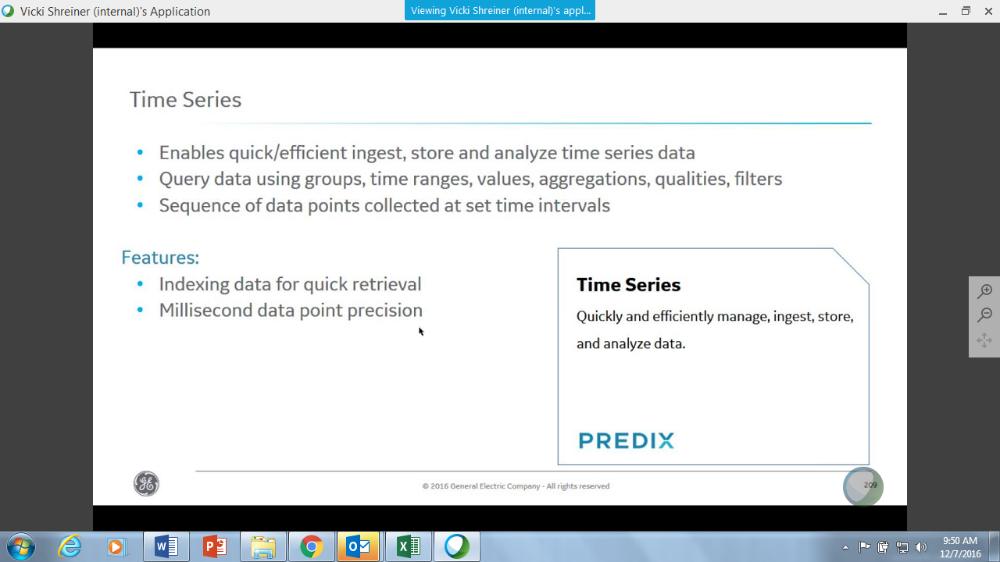 Vicki Shreiner (internal)'s Application
Viewing Vicki Shreiner (internal)'s appl...
Time Series
• Enables quick/efficient ingest, store and analyze time series data
• Query data using groups, time ranges, values, aggregations, qualities, filters
• Sequence of data points collected at set time intervals
Features:
• Indexing data for quick retrieval
• Millisecond data point precision
Time Series
Quickly and efficiently manage, ingest, store,
and analyze data.
PREDIX
GE
© 2016 General Electric Company - All rights reserved
209
9:50 AM
12/7/2016